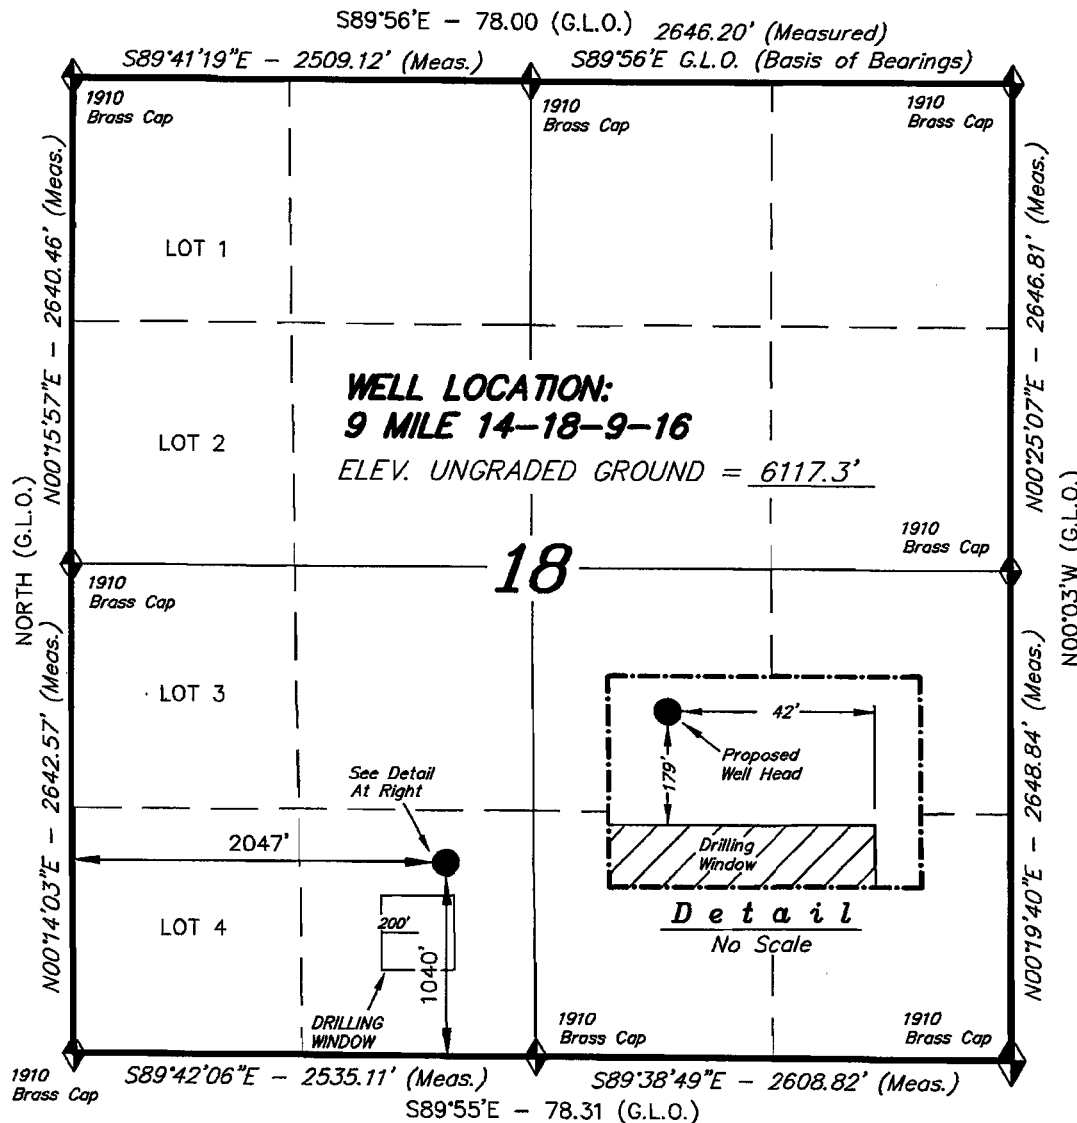 S89°56'E - 78.00 (G.L.O.)
2646.20' (Measured)
S89°41'19"E - 2509.12' (Meas.)
S89°56'E G.L.O. (Basis of Bearings)
1910
Brass Cap
1910
Brass Cap
1910
Brass Cap
N00°15'57"E - 2640.46' (Meas.)
N00°25'07"E - 2646.81' (Meas.)
LOT 1
WELL LOCATION:
9 MILE 14-18-9-16
ELEV. UNGRADED GROUND = 6117.3'
LOT 2
NORTH (G.L.O.)
N00°03'W (G.L.O.)
1910
Brass Cap
18
1910
Brass Cap
N00°14'03"E - 2642.57' (Meas.)
N00°19'40"E - 2648.84' (Meas.)
LOT 3
42'
179'
Proposed
Well Head
Drilling
Window
Detail
No Scale
See Detail
At Right
2047'
LOT 4
200'
1040'
DRILLING
WINDOW
1910
Brass Cap
1910
Brass Cap
1910
Brass Cap
S89°42'06"E - 2535.11' (Meas.)
S89°38'49"E - 2608.82' (Meas.)
S89°55'E - 78.31 (G.L.O.)